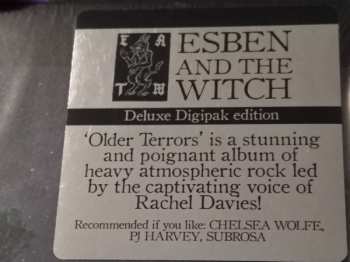 E A
T W
ESBEN
AND THE
WITCH
Deluxe Digipak edition
'Older Terrors' is a stunning
and poignant album of
heavy atmospheric rock led
by the captivating voice of
Rachel Davies!
Recommended if you like: CHELSEA WOLFE,
PJ HARVEY, SUBROSA